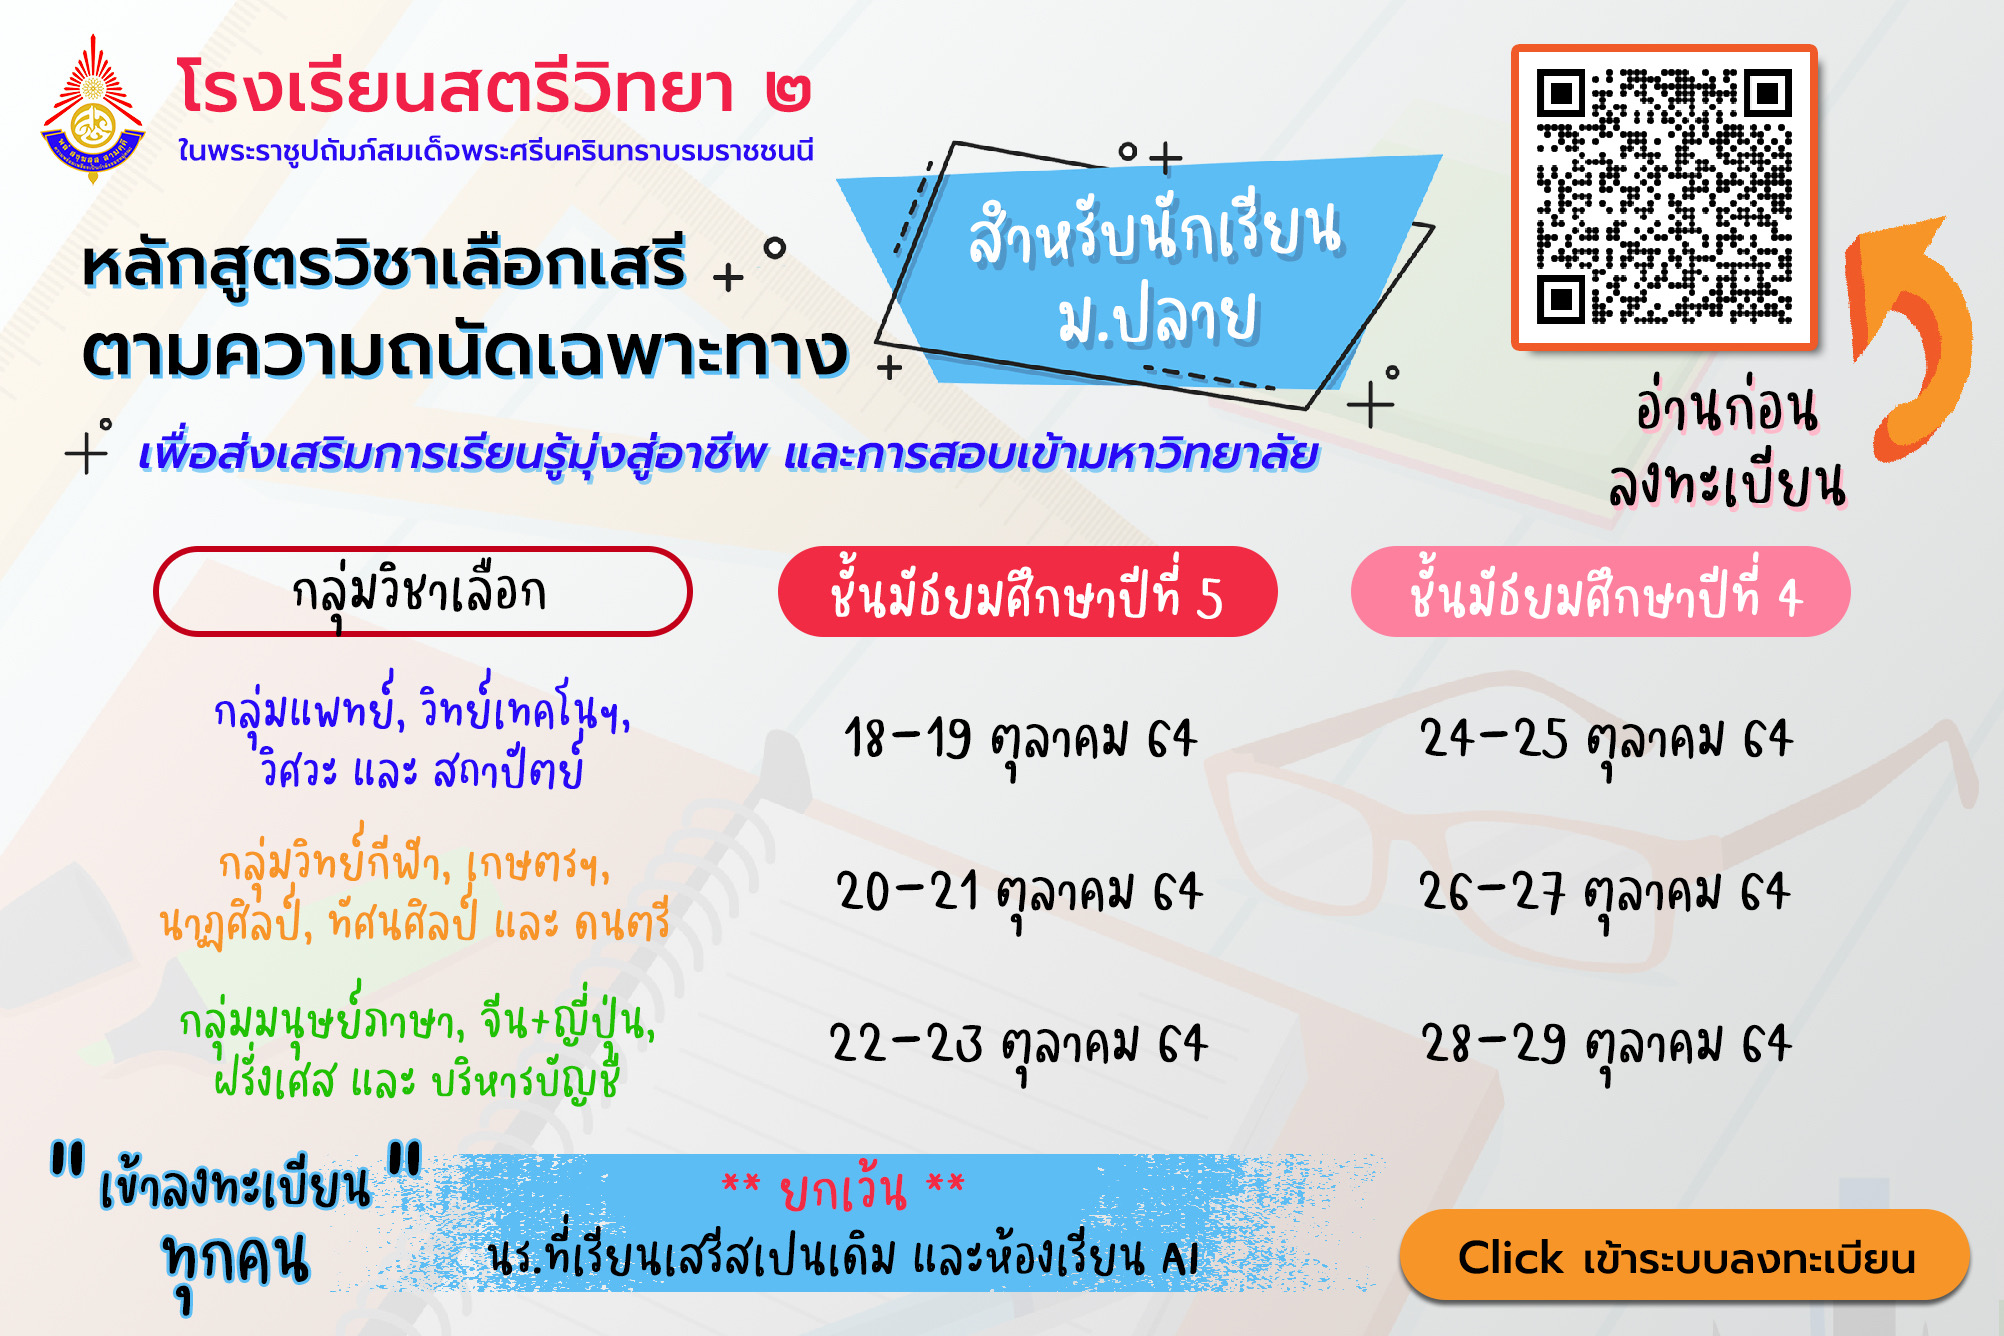 โรงเรียนสตรีวิทยา ๒
ในพระราชูปถัมภ์สมเด็จพระศรีนครินทราบรมราชชนนี
หลักสูตรวิชาเลือกเสรี
ตามความถนัดเฉพาะทาง
สำหรับนักเรียน
ม.ปลาย
เพื่อส่งเสริมการเรียนรู้มุ่งสู่อาชีพ และการสอบเข้ามหาวิทยาลัย
อ่านก่อน
ลงทะเบียน
กลุ่มวิชาเลือก
ชั้นมัธยมศึกษาปีที่ 5
ชั้นมัธยมศึกษาปีที่ 4
กลุ่มแพทย์, วิทย์เทคโนฯ,
วิศวะ และ สถาปัตย์
18-19 ตุลาคม 64
24-25 ตุลาคม 64
กลุ่มวิทย์กีฬา, เกษตรฯ,
นาฏศิลป์, ทัศนศิลป์ และ ดนตรี
20-21 ตุลาคม 64
26-27 ตุลาคม 64
กลุ่มมนุษย์ภาษา, จีน+ญี่ปุ่น,
ฝรั่งเศส และ บริหารบัญชี
22-23 ตุลาคม 64
28-29 ตุลาคม 64
"เข้าลงทะเบียน"
ทุกคน
** ยกเว้น **
นร.ที่เรียนเสรีสเปนเดิม และห้องเรียน AI
Click เข้าระบบลงทะเบียน